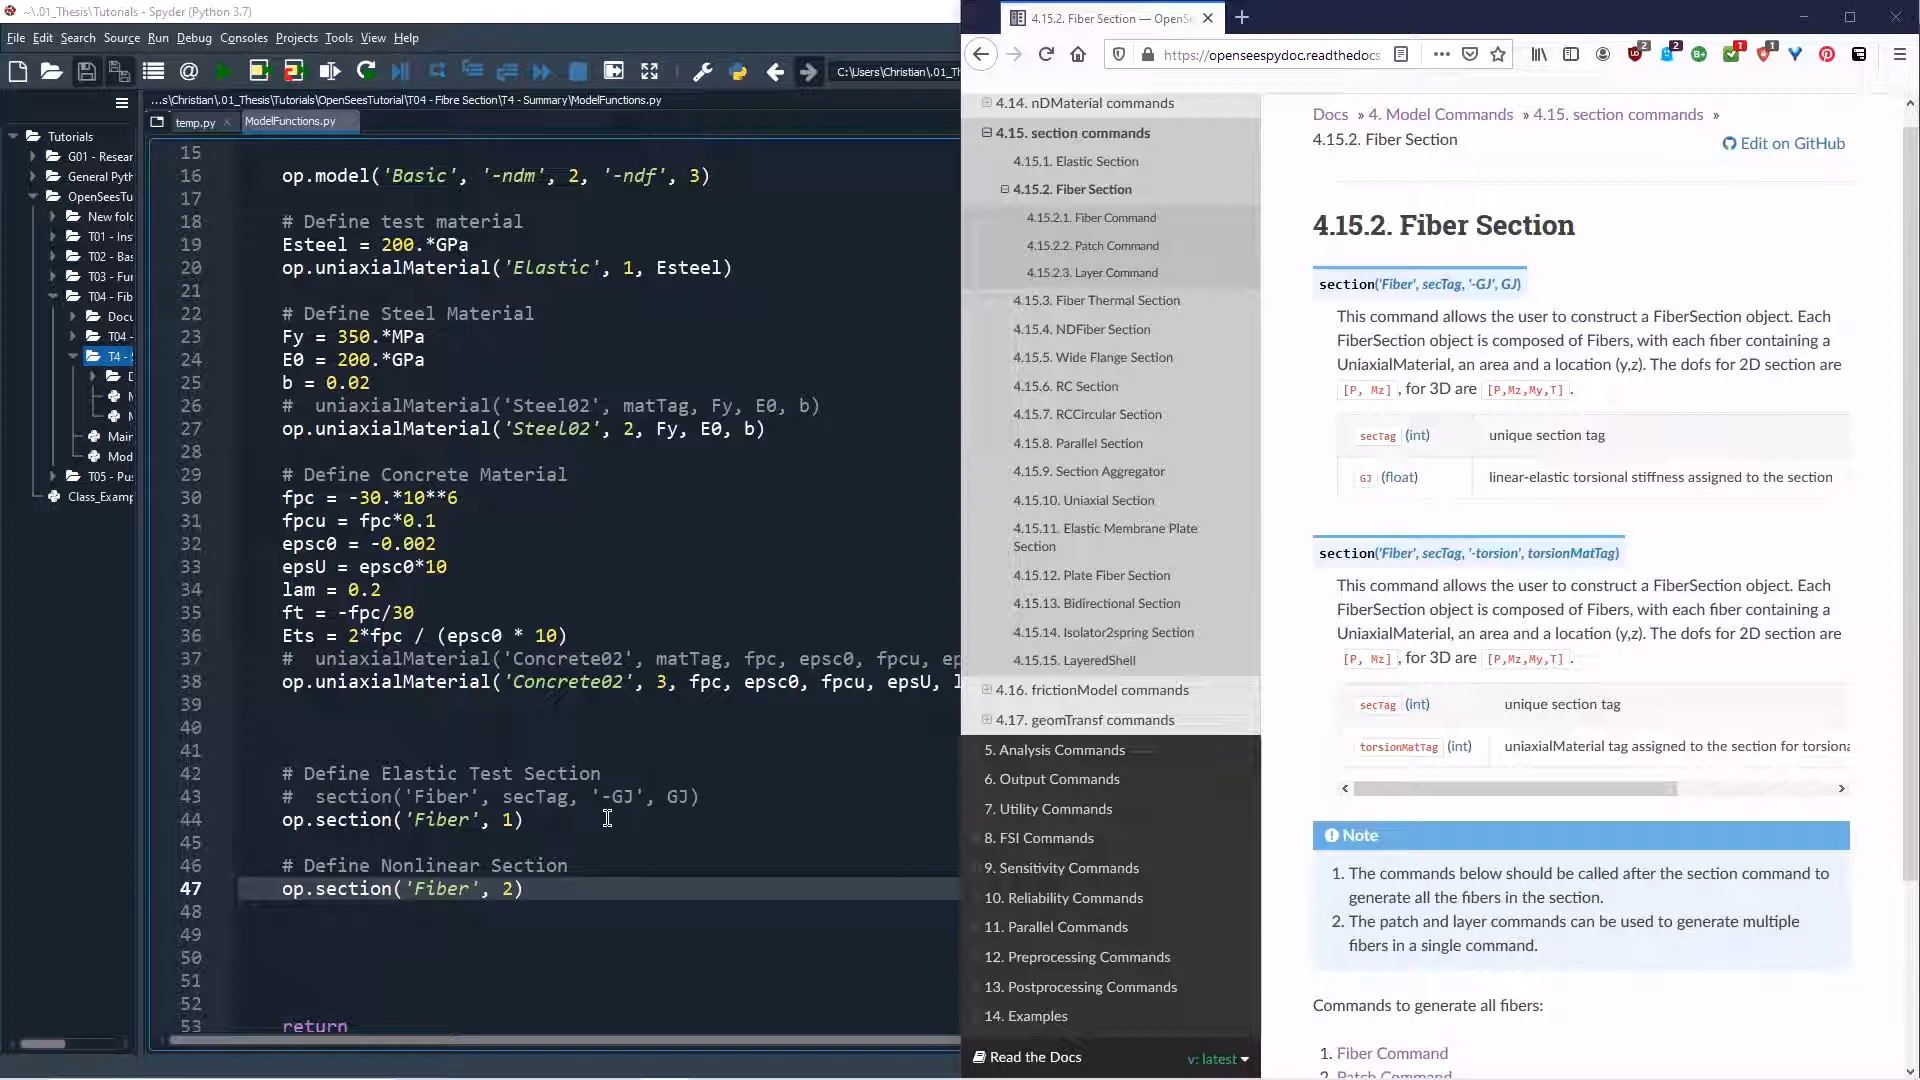 ~\.01_Thesis\Tutorials - Spyder (Python 3.7)
File Edit Search Source Run Debug Consoles Projects Tools View Help
C:\Users\Christian\.01_Th
...s\Christian\.01_Thesis\Tutorials\OpenSeesTutorial\T04 - Fibre Section\T4 - Summary\ModelFunctions.py
temp.py
ModelFunctions.py
Tutorials
G01 - Resear
General Pyth
OpenSeesTu
New fold
T01 - Ins
T02 - Bas
T03 - Fur
T04 - Fib
Docu
T04 -
T4 - S
D
M
M
Main
Mod
T05 - Pus
Class_Examp
15
16 op.model('Basic', '-ndm', 2, '-ndf', 3)
17
18 # Define test material
19 Esteel = 200.*GPa
20 op.uniaxialMaterial('Elastic', 1, Esteel)
21
22 # Define Steel Material
23 Fy = 350.*MPa
24 E0 = 200.*GPa
25 b = 0.02
26 #  uniaxialMaterial('Steel02', matTag, Fy, E0, b)
27 op.uniaxialMaterial('Steel02', 2, Fy, E0, b)
28
29 # Define Concrete Material
30 fpc = -30.*10**6
31 fpcu = fpc*0.1
32 epsc0 = -0.002
33 epsU = epsc0*10
34 lam = 0.2
35 ft = -fpc/30
36 Ets = 2*fpc / (epsc0 * 10)
37 #  uniaxialMaterial('Concrete02', matTag, fpc, epsc0, fpcu, ep
38 op.uniaxialMaterial('Concrete02', 3, fpc, epsc0, fpcu, epsU, l
39
40
41
42 # Define Elastic Test Section
43 #  section('Fiber', secTag, '-GJ', GJ)
44 op.section('Fiber', 1)
45
46 # Define Nonlinear Section
47 op.section('Fiber', 2)
48
49
50
51
52
53 return
4.15.2. Fiber Section — OpenSe
https://openseespydoc.readthedocs
2
2
1
1
4.14. nDMaterial commands
4.15. section commands
4.15.1. Elastic Section
4.15.2. Fiber Section
4.15.2.1. Fiber Command
4.15.2.2. Patch Command
4.15.2.3. Layer Command
4.15.3. Fiber Thermal Section
4.15.4. NDFiber Section
4.15.5. Wide Flange Section
4.15.6. RC Section
4.15.7. RCCircular Section
4.15.8. Parallel Section
4.15.9. Section Aggregator
4.15.10. Uniaxial Section
4.15.11. Elastic Membrane Plate
Section
4.15.12. Plate Fiber Section
4.15.13. Bidirectional Section
4.15.14. Isolator2spring Section
4.15.15. LayeredShell
4.16. frictionModel commands
4.17. geomTransf commands
5. Analysis Commands
6. Output Commands
7. Utility Commands
8. FSI Commands
9. Sensitivity Commands
10. Reliability Commands
11. Parallel Commands
12. Preprocessing Commands
13. Postprocessing Commands
14. Examples
Read the Docs v: latest
Docs » 4. Model Commands » 4.15. section commands »
4.15.2. Fiber Section
Edit on GitHub
4.15.2. Fiber Section
section('Fiber', secTag, '-GJ', GJ)
This command allows the user to construct a FiberSection object. Each
FiberSection object is composed of Fibers, with each fiber containing a
UniaxialMaterial, an area and a location (y,z). The dofs for 2D section are
[P, Mz] , for 3D are [P,Mz,My,T] .
secTag (int) unique section tag
GJ (float) linear-elastic torsional stiffness assigned to the section
section('Fiber', secTag, '-torsion', torsionMatTag)
This command allows the user to construct a FiberSection object. Each
FiberSection object is composed of Fibers, with each fiber containing a
UniaxialMaterial, an area and a location (y,z). The dofs for 2D section are
[P, Mz] , for 3D are [P,Mz,My,T] .
secTag (int) unique section tag
torsionMatTag (int) uniaxialMaterial tag assigned to the section for torsiona
Note
1. The commands below should be called after the section command to
generate all the fibers in the section.
2. The patch and layer commands can be used to generate multiple
fibers in a single command.
Commands to generate all fibers:
1. Fiber Command
2. Patch Command